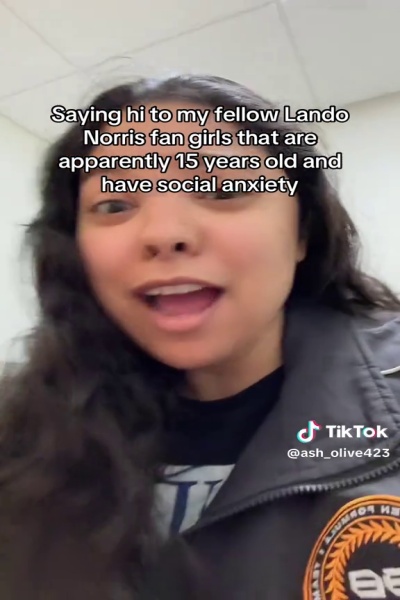 Saying hi to my fellow Lando
Norris fan girls that are
apparently 15 years old and
have social anxiety
TikTok
@ash_olive423